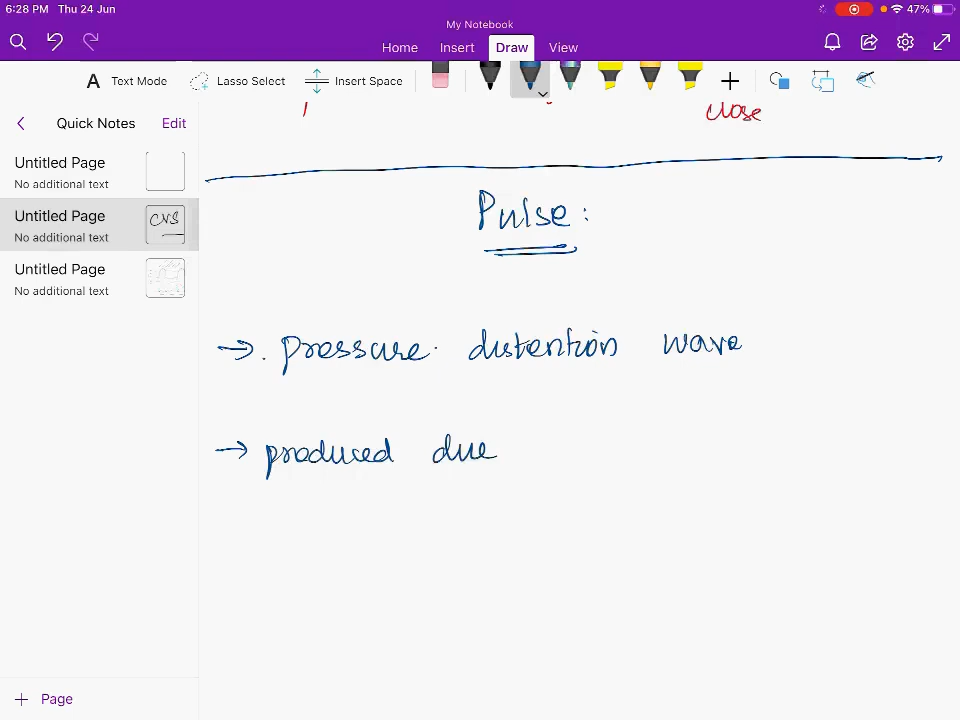 6:28 PM Thu 24 Jun
47%
My Notebook
Home Insert Draw View
Text Mode Lasso Select Insert Space
Quick Notes Edit
close
Untitled Page
No additional text
Untitled Page
No additional text
CNS
Untitled Page
No additional text
Pulse:
→ . pressure distention wave
→ produced due
+ Page